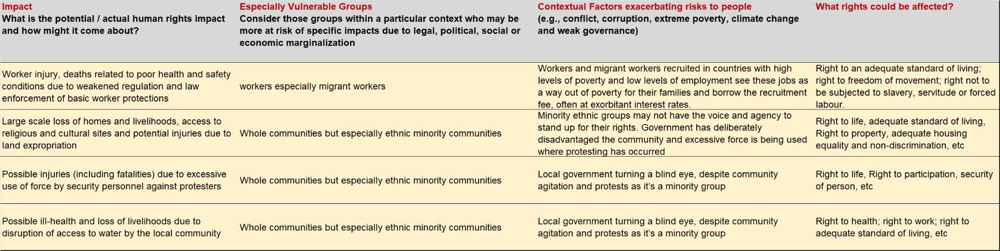 Impact
What is the potential / actual human rights impact
and how might it come about?
Especially Vulnerable Groups
Consider those groups within a particular context who may be
more at risk of specific impacts due to legal, political, social or
economic marginalization
Contextual Factors exacerbating risks to people
(e.g., conflict, corruption, extreme poverty, climate change
and weak governance)
What rights could be affected?
Worker injury, deaths related to poor health and safety
conditions due to weakened regulation and law
enforcement of basic worker protections
workers especially migrant workers
Workers and migrant workers recruited in countries with high
levels of poverty and low levels of employment see these jobs as
a way out of poverty for their families and borrow the recruitment
fee, often at exorbitant interest rates.
Right to an adequate standard of living;
right to freedom of movement; right not to
be subjected to slavery, servitude or forced
labour.
Large scale loss of homes and livelihoods, access to
religious and cultural sites and potential injuries due to
land expropriation
Whole communities but especially ethnic minority communities
Minority ethnic groups may not have the voice and agency to
stand up for their rights. Government has deliberately
disadvantaged the community and excessive force is being used
where protesting has occurred
Right to life, adequate standard of living,
Right to property, adequate housing
equality and non-discrimination, etc
Possible injuries (including fatalities) due to excessive
use of force by security personnel against protesters
Whole communities but especially ethnic minority communities
Local government turning a blind eye, despite community
agitation and protests as it's a minority group
Right to life, Right to participation, security
of person, etc
Possible ill-health and loss of livelihoods due to
disruption of access to water by the local community
Whole communities but especially ethnic minority communities
Local government turning a blind eye, despite community
agitation and protests as it's a minority group
Right to health; right to work; right to
adequate standard of living, etc